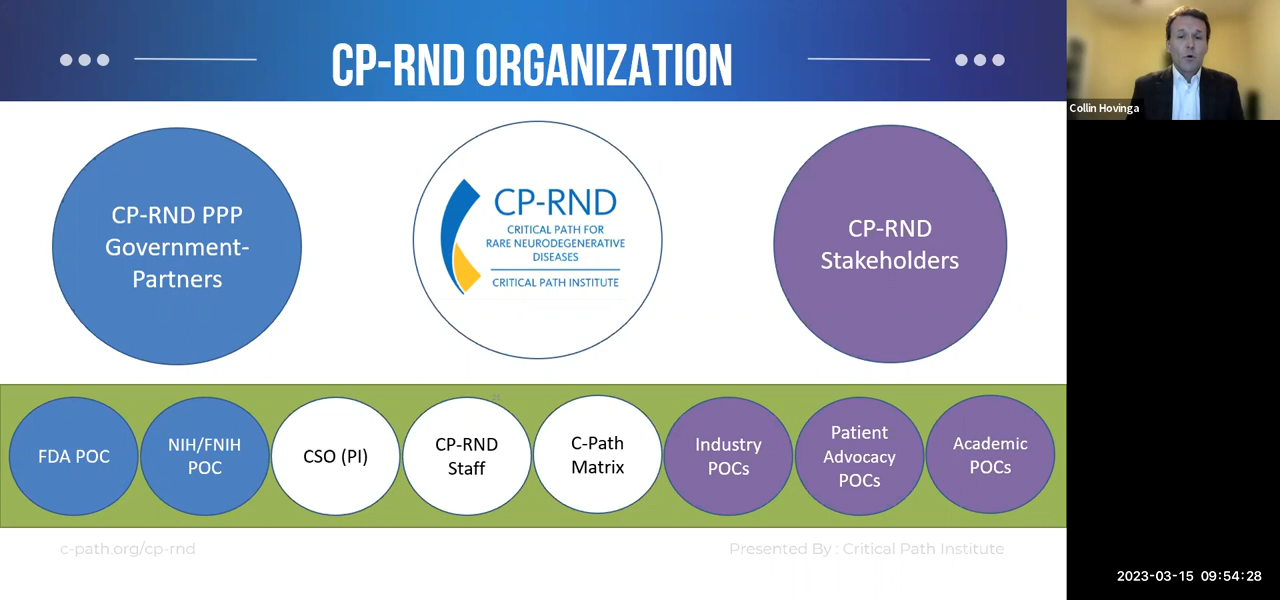 CP-RND ORGANIZATION
Collin Hovinga
CP-RND PPP
Government-
Partners
CP-RND
CRITICAL PATH FOR
RARE NEURODEGENERATIVE
DISEASES
CRITICAL PATH INSTITUTE
CP-RND
Stakeholders
FDA POC
NIH/FNIH
POC
CSO (PI)
CP-RND
Staff
C-Path
Matrix
Industry
POCs
Patient
Advocacy
POCs
Academic
POCs
c-path.org/cp-rnd
Presented By : Critical Path Institute
2023-03-15 09:54:28